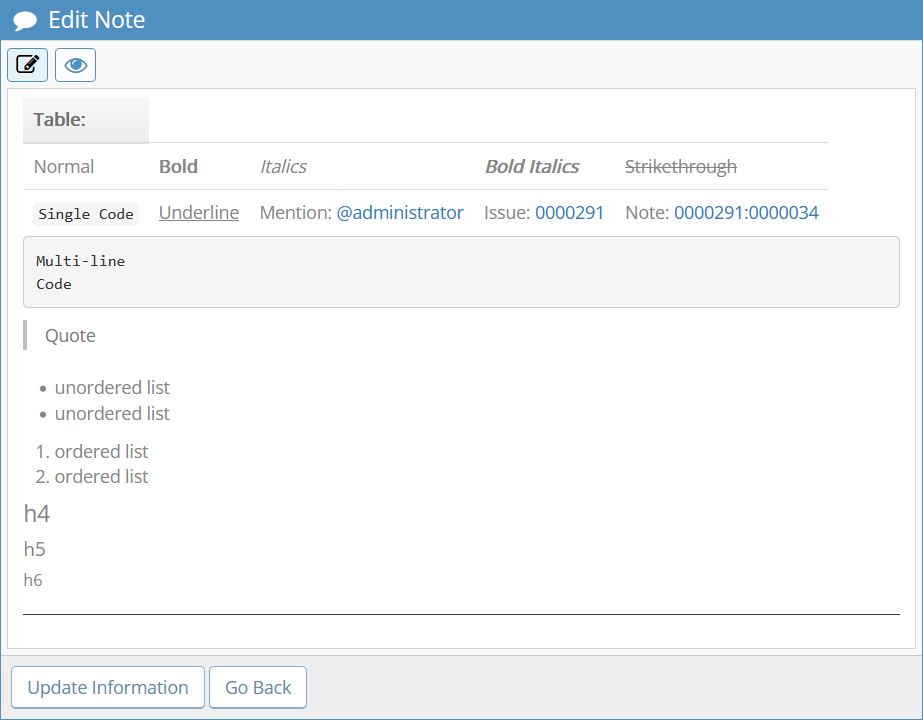 Edit Note
Table:
Normal Bold Italics Bold Italics Strikethrough
Single Code Underline Mention: @administrator Issue: 0000291 Note: 0000291:0000034
Multi-line
Code
Quote
• unordered list
• unordered list
1. ordered list
2. ordered list
h4
h5
h6
Update Information Go Back